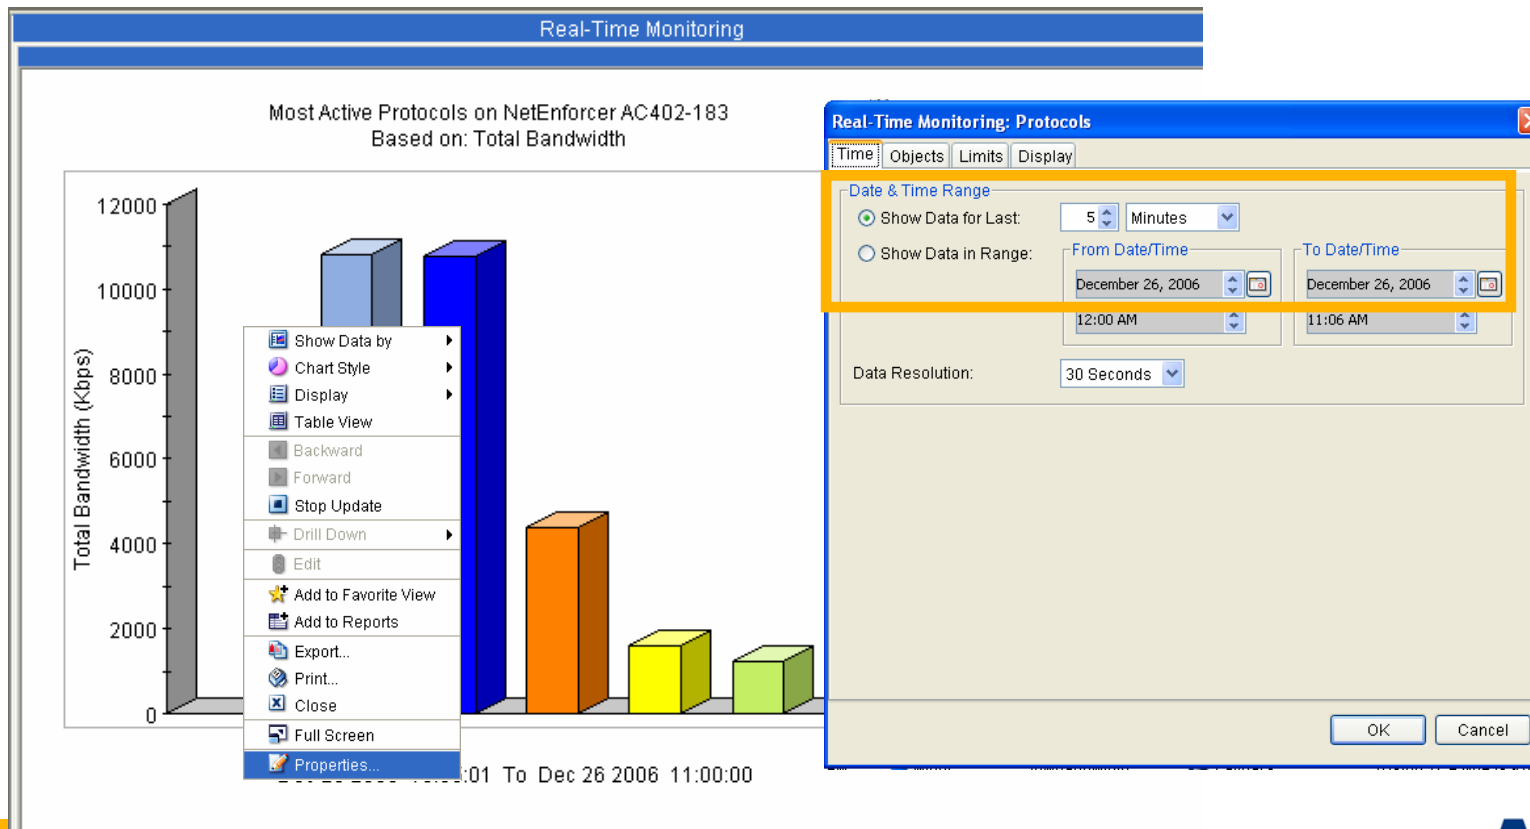 Real-Time Monitoring
Most Active Protocols on NetEnforcer AC402-183
Based on: Total Bandwidth
Total Bandwidth (Kbps)
12000
10000
8000
6000
4000
2000
0
Show Data by
Chart Style
Display
Table View
Backward
Forward
Stop Update
Drill Down
Edit
Add to Favorite View
Add to Reports
Export...
Print...
Close
Full Screen
Properties...
:01 To Dec 26 2006 11:00:00
Real-Time Monitoring: Protocols
Time Objects Limits Display
Date & Time Range
Show Data for Last: 5 Minutes
Show Data in Range: From Date/Time To Date/Time
December 26, 2006 December 26, 2006
12:00 AM 11:06 AM
Data Resolution: 30 Seconds
OK Cancel